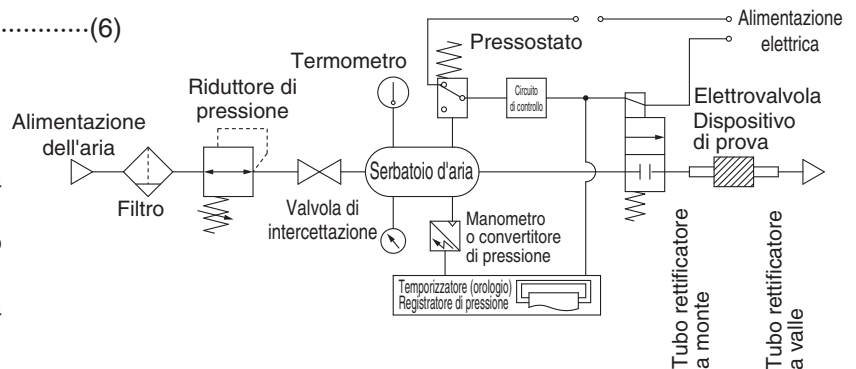 .............(6)
Pressostato
Alimentazione
elettrica
Termometro
Riduttore di
pressione
Circuito
di controllo
Elettrovalvola
Dispositivo
di prova
Alimentazione
dell'aria
Serbatoio d'aria
Filtro
Valvola di
intercettazione
Manometro
o convertitore
di pressione
Temporizzatore (orologio)
Registratore di pressione
Tubo rettificatore
a monte
Tubo rettificatore
a valle